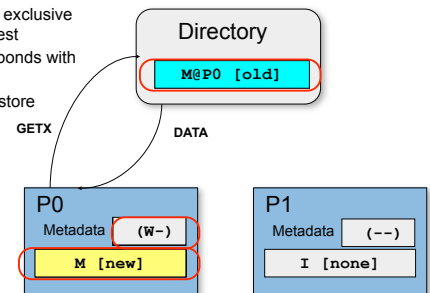 exclusive
est
ponds with
store
Directory
M@P0 [old]
GETX
DATA
P0
Metadata (W-)
M [new]
P1
Metadata (--)
I [none]